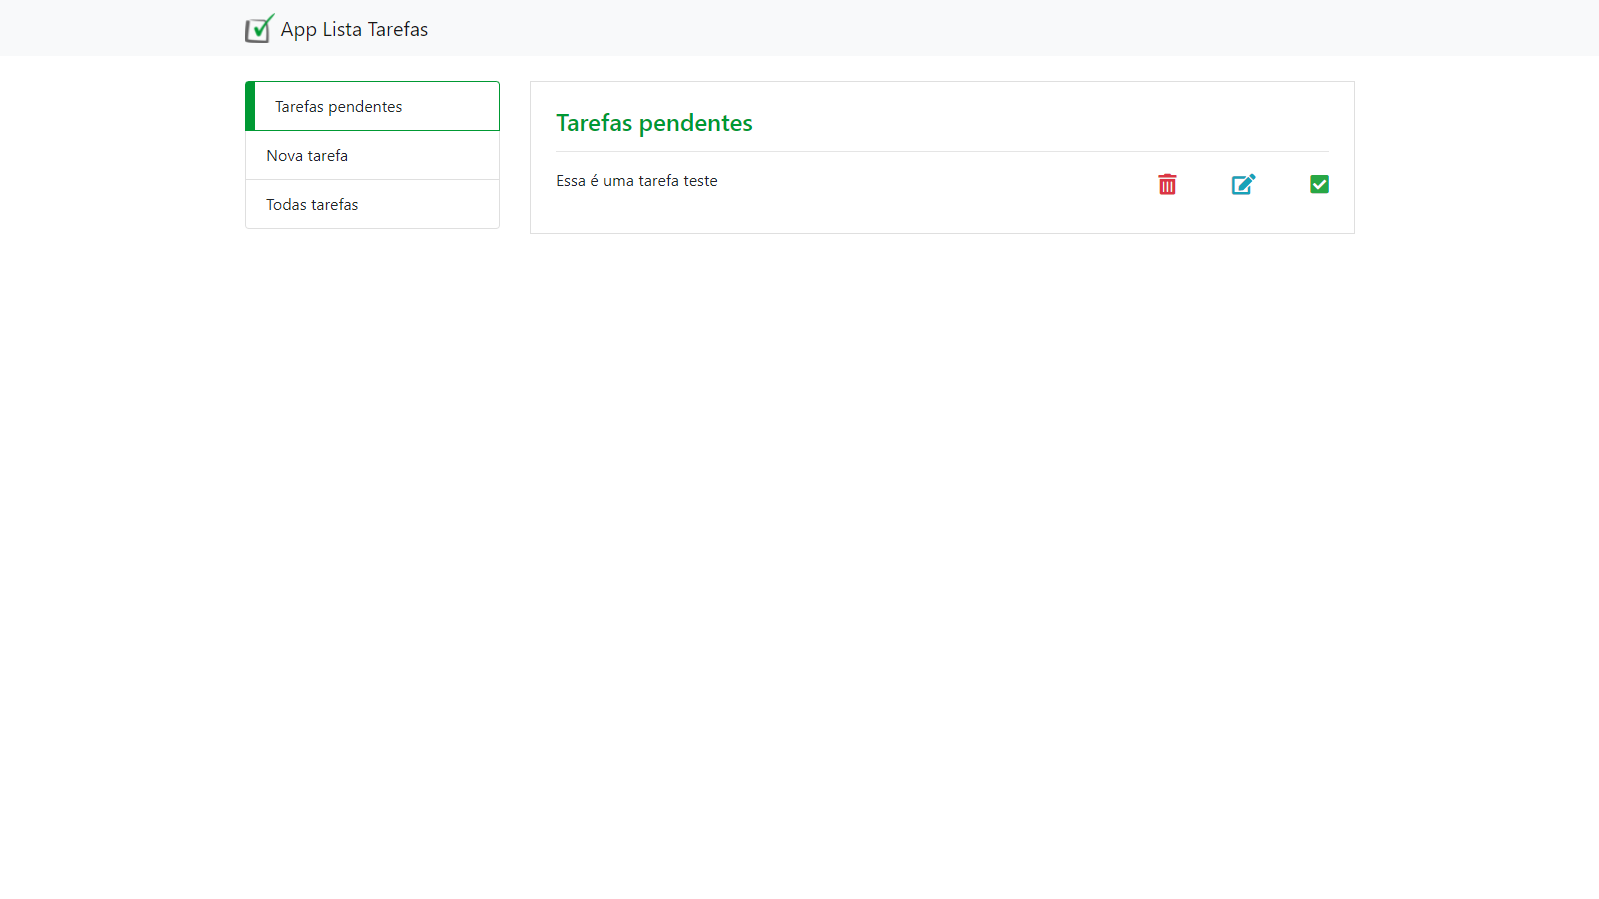 App Lista Tarefas
Tarefas pendentes
Nova tarefa
Todas tarefas
Tarefas pendentes
Essa é uma tarefa teste